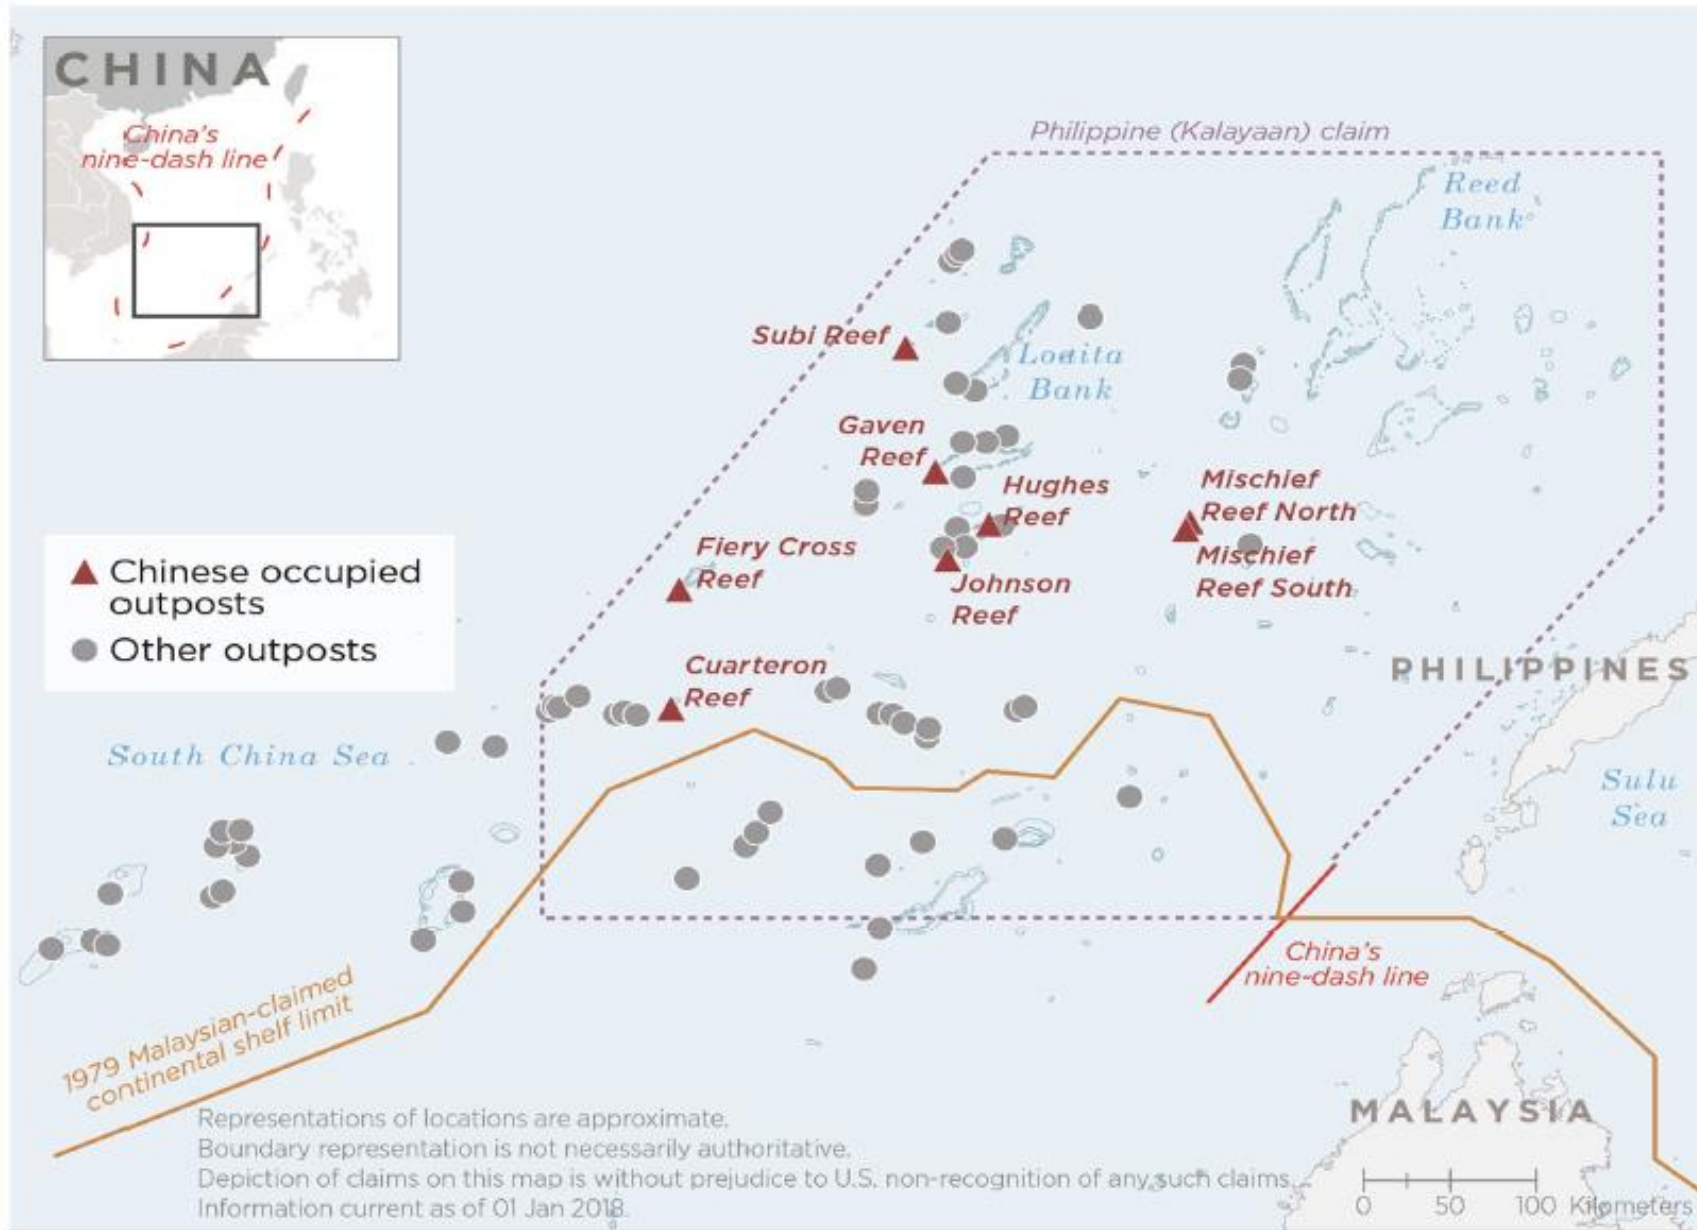 CHINA
China's
nine-dash line
Philippine (Kalayaan) claim
Reed
Bank
Subi Reef
Loaita
Bank
Gaven
Reef
Hughes
Reef
Mischief
Reef North
Mischief
Reef South
Fiery Cross
Reef
Johnson
Reef
Chinese occupied
outposts
Other outposts
Cuarteron
Reef
PHILIPPINES
South China Sea
Sulu
Sea
China's
nine-dash line
1979 Malaysian-claimed
continental shelf limit
MALAYSIA
Representations of locations are approximate.
Boundary representation is not necessarily authoritative.
Depiction of claims on this map is without prejudice to U.S. non-recognition of any such claims.
Information current as of 01 Jan 2018.
0 50 100 Kilometers